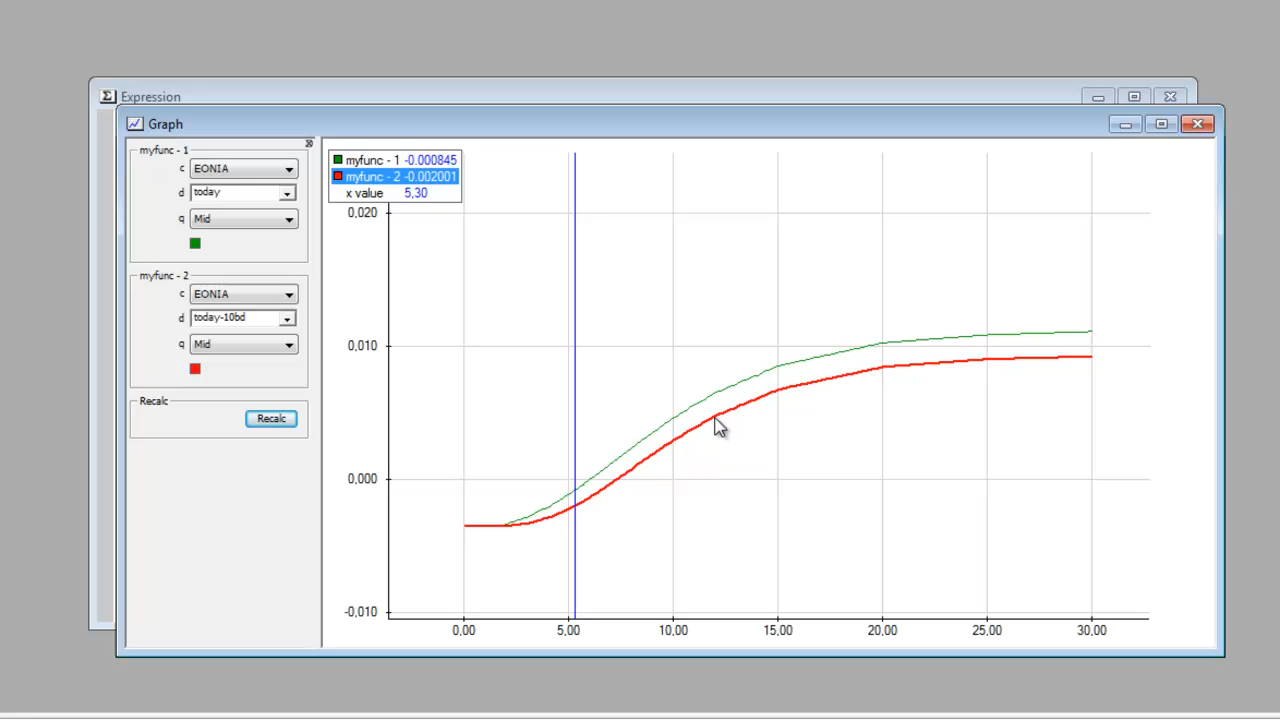 Expression
Graph
myfunc - 1
c EONIA
d today
q Mid
myfunc - 2
c EONIA
d today-10bd
q Mid
Recalc
Recalc
myfunc - 1 -0.000845
myfunc - 2 -0.002001
x value 5,30
0,020
0,010
0,000
-0,010
0,00 5,00 10,00 15,00 20,00 25,00 30,00